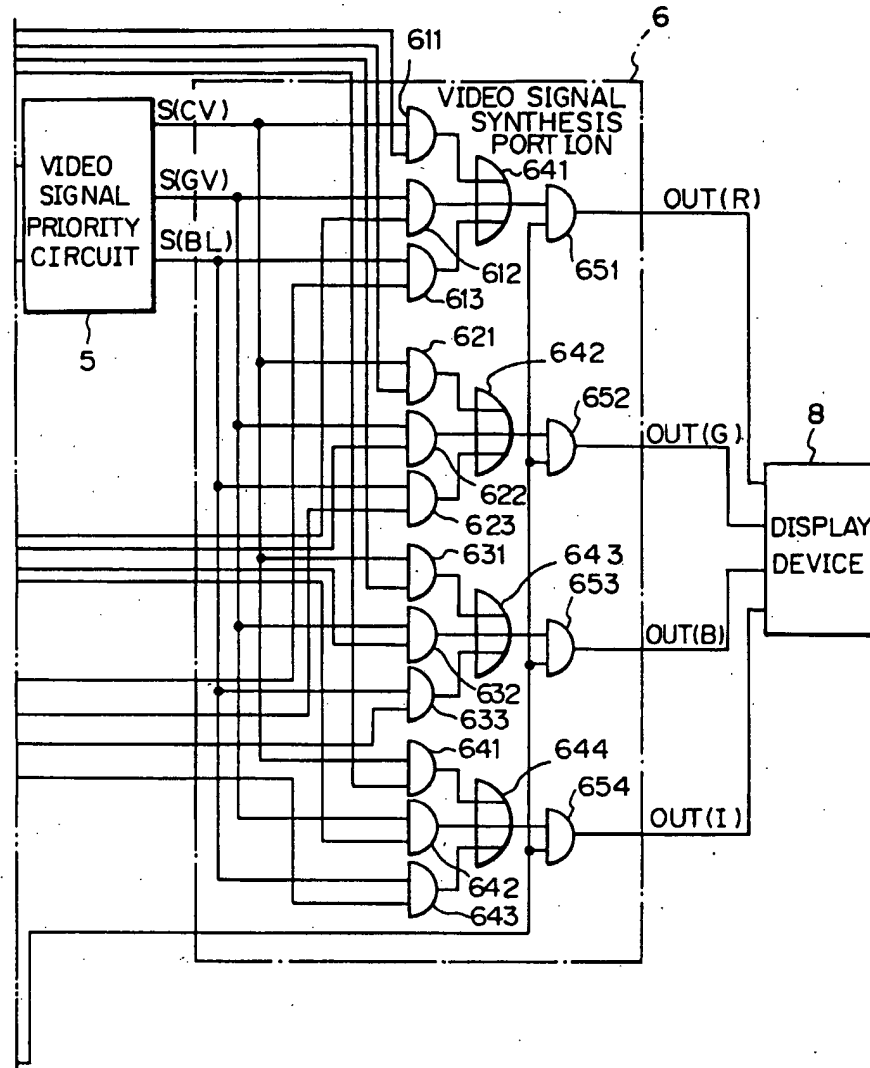 6
611
VIDEO SIGNAL
SYNTHESIS
PORTION
S(CV)
641
VIDEO
SIGNAL
PRIORITY
CIRCUIT
S(GV)
OUT(R)
S(BL)
612
651
613
5
621
642
652
8
OUT(G)
622
623
DISPLAY
DEVICE
631
643
653
OUT(B)
632
633
641
644
654
OUT(I)
642
643